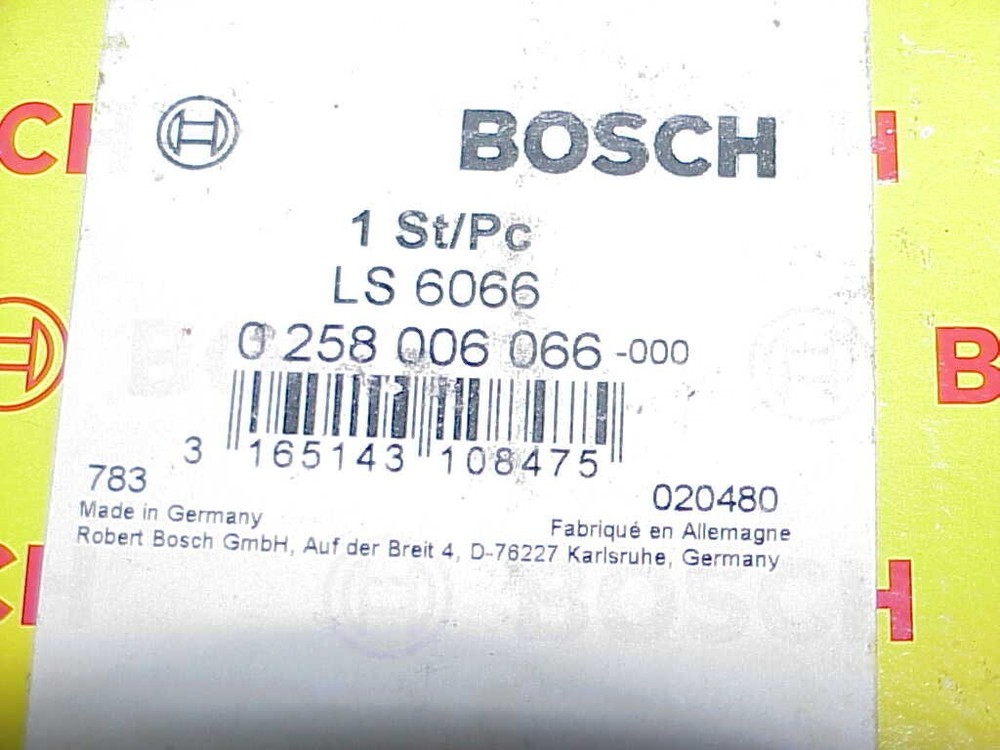 BOSCH
1 St/Pc
LS 6066
0 258 006 066 -000
3 165143 108475
783
020480
Made in Germany
Fabriqué en Allemagne
Robert Bosch GmbH, Auf der Breit 4, D-76227 Karlsruhe, Germany
BOSCH